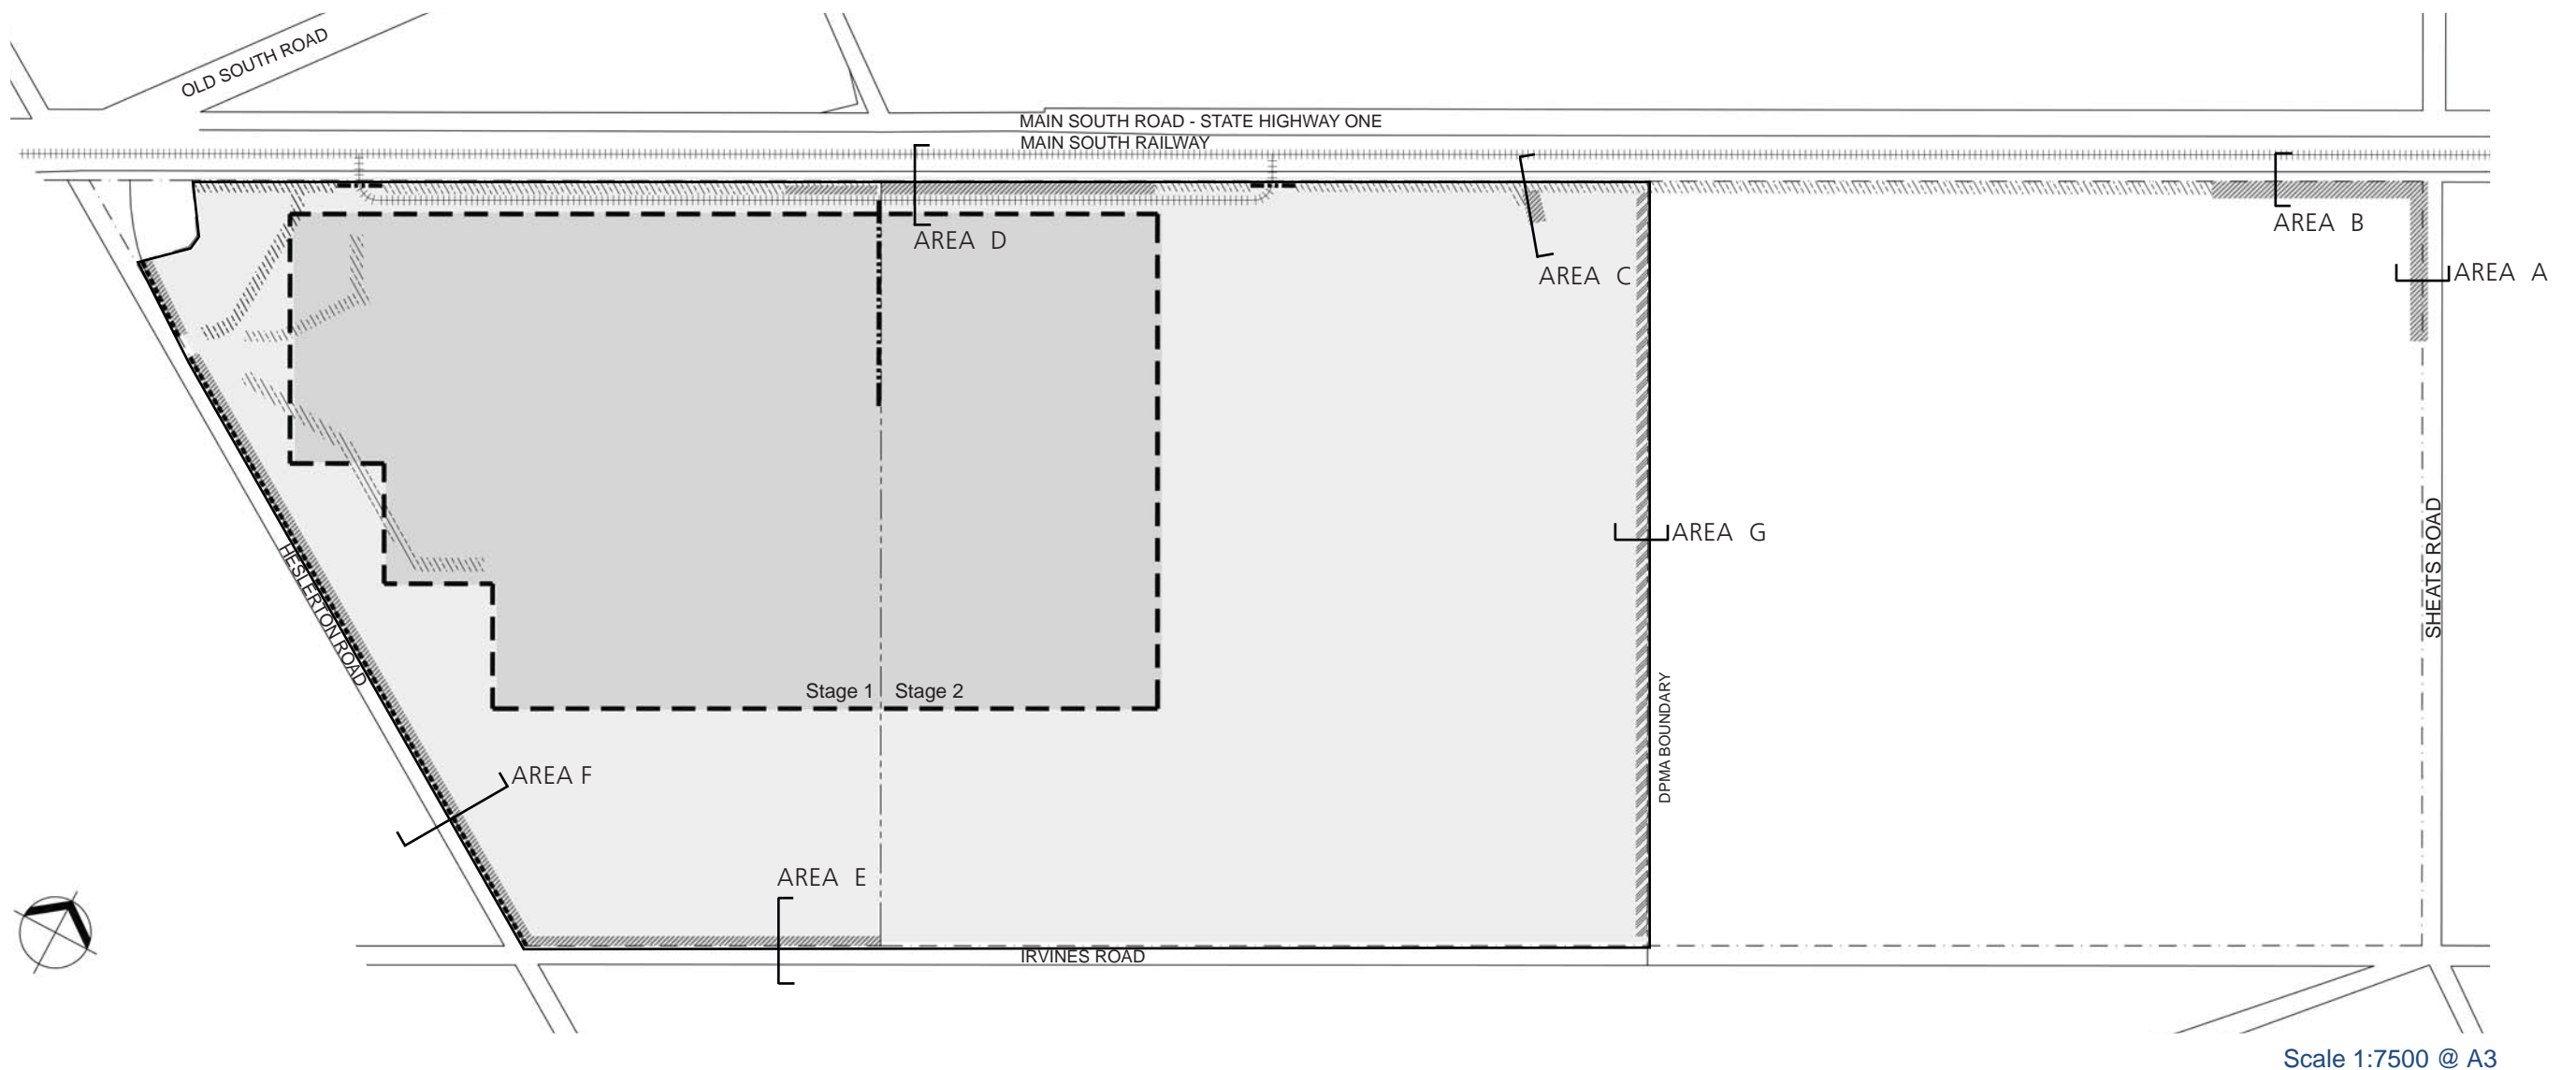 OLD SOUTH ROAD
MAIN SOUTH ROAD - STATE HIGHWAY ONE
MAIN SOUTH RAILWAY
AREA B
AREA D
AREA C
AREA A
AREA G
SHEATS ROAD
HESLERTON ROAD
Stage 1
Stage 2
DPMA BOUNDARY
AREA F
AREA E
IRVINES ROAD
Scale 1:7500 @ A3